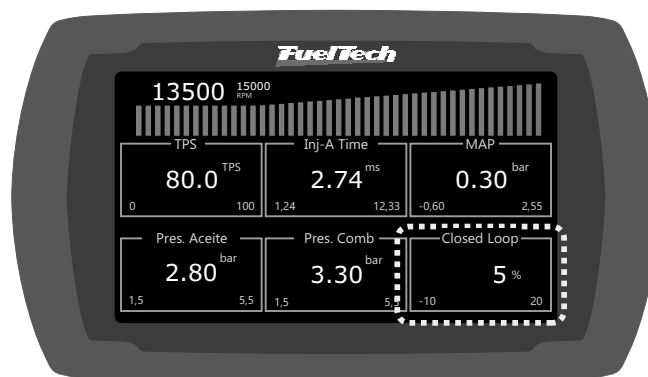 FuelTech
13500 15000
RPM
TPS Inj-A Time MAP
80.0 TPS 2.74 ms 0.30 bar
0 100 1,24 12,33 -0,60 2,55
Pres. Aceite Pres. Comb Closed Loop
2.80 bar 3.30 bar 5 %
1,5 5,5 1,5 5,5 -10 20